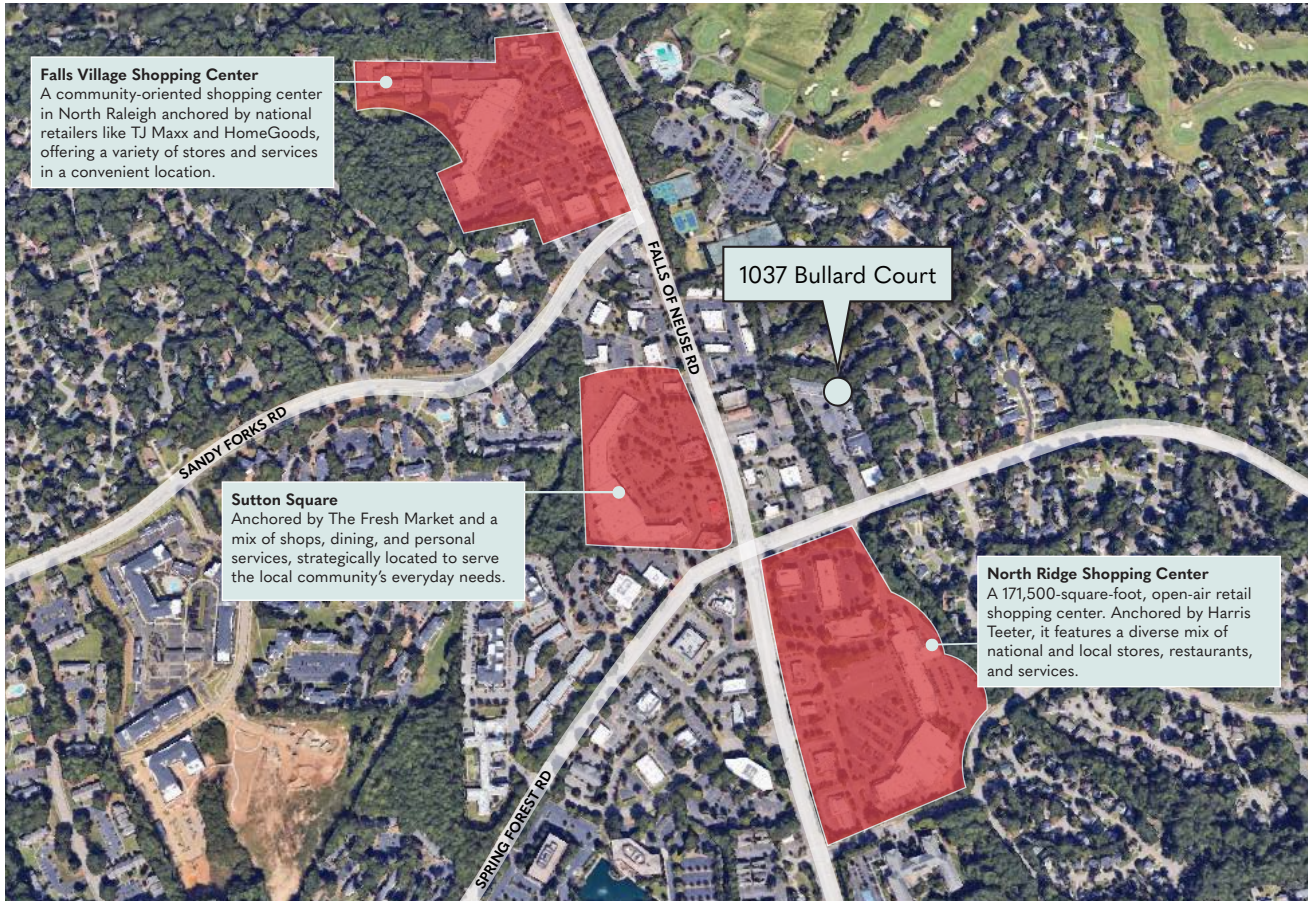 Falls Village Shopping Center
A community-oriented shopping center
in North Raleigh anchored by national
retailers like TJ Maxx and HomeGoods,
offering a variety of stores and services
in a convenient location.
FALLS OF NEUSE RD
1037 Bullard Court
SANDY FORKS RD
Sutton Square
Anchored by The Fresh Market and a
mix of shops, dining, and personal
services, strategically located to serve
the local community's everyday needs.
North Ridge Shopping Center
A 171,500-square-foot, open-air retail
shopping center. Anchored by Harris
Teeter, it features a diverse mix of
national and local stores, restaurants,
and services.
SPRING FOREST RD